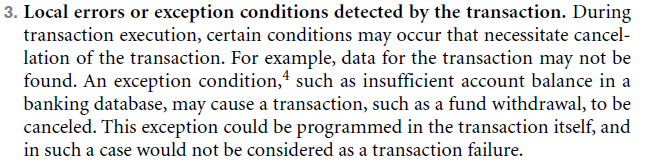 3. Local errors or exception conditions detected by the transaction. During
transaction execution, certain conditions may occur that necessitate cancel-
lation of the transaction. For example, data for the transaction may not be
found. An exception condition,⁴ such as insufficient account balance in a
banking database, may cause a transaction, such as a fund withdrawal, to be
canceled. This exception could be programmed in the transaction itself, and
in such a case would not be considered as a transaction failure.